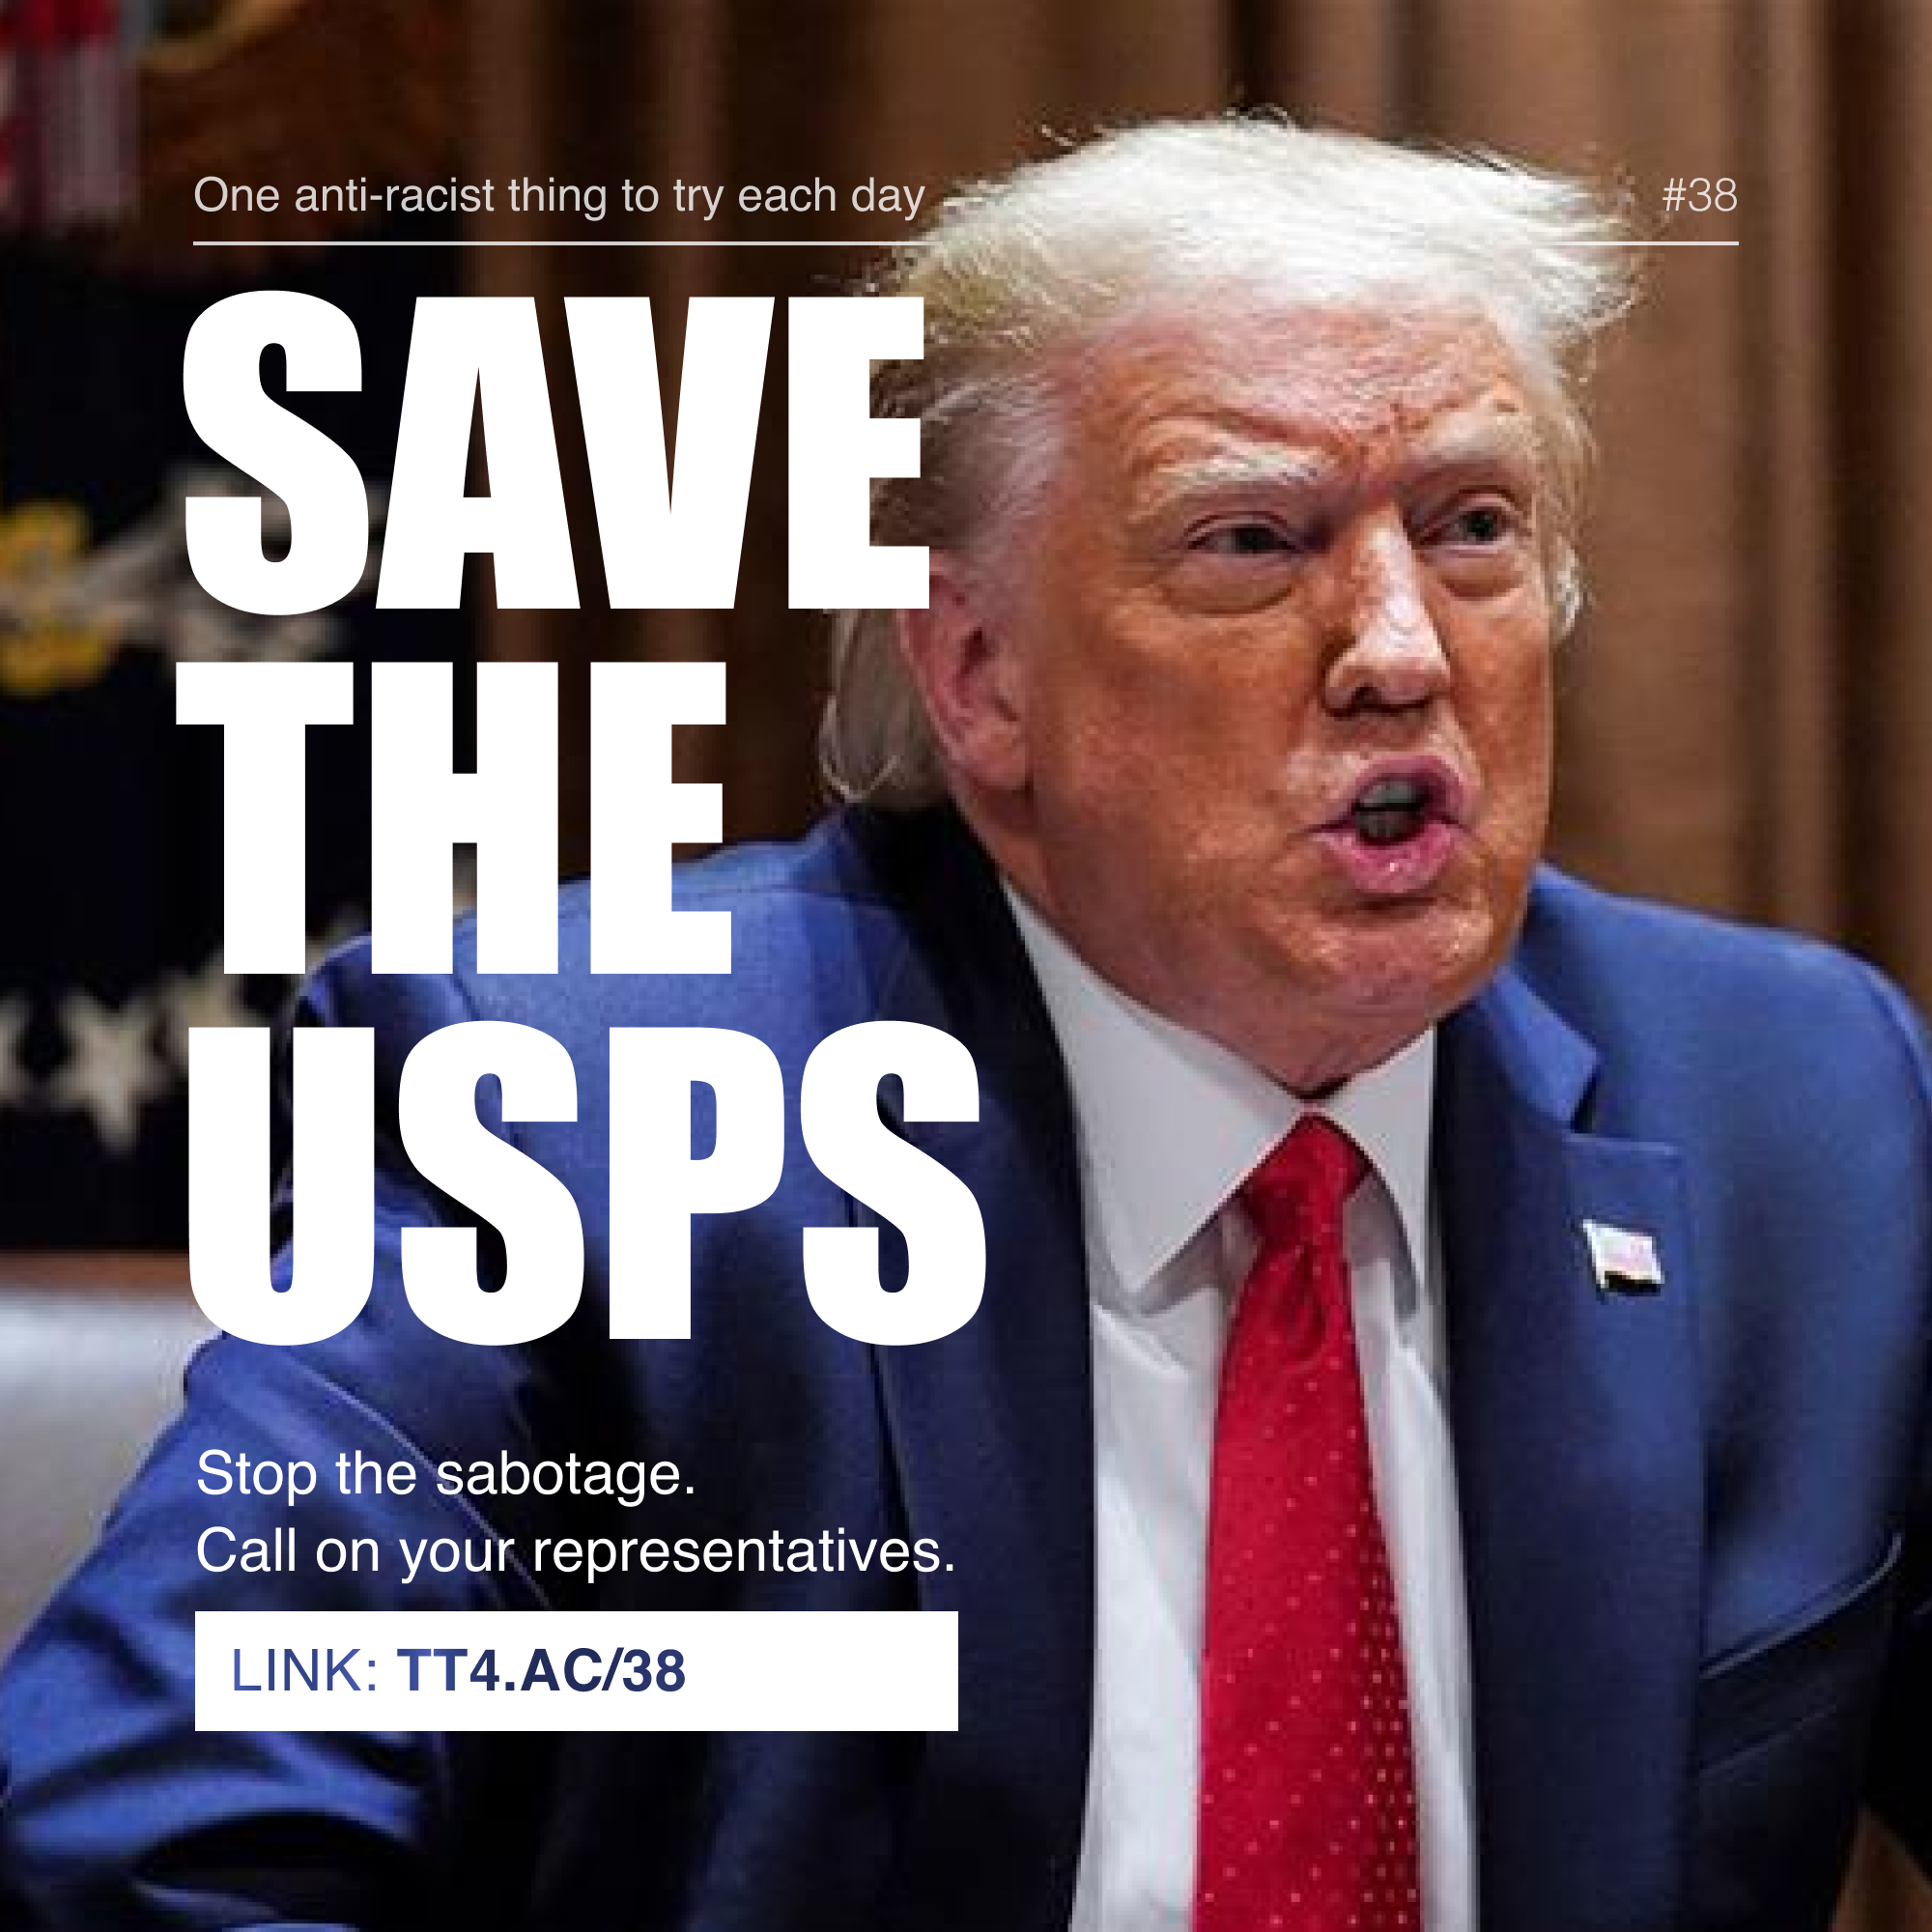 One anti-racist thing to try each day #38
SAVE
THE
USPS
Stop the sabotage.
Call on your representatives.
LINK: TT4.AC/38